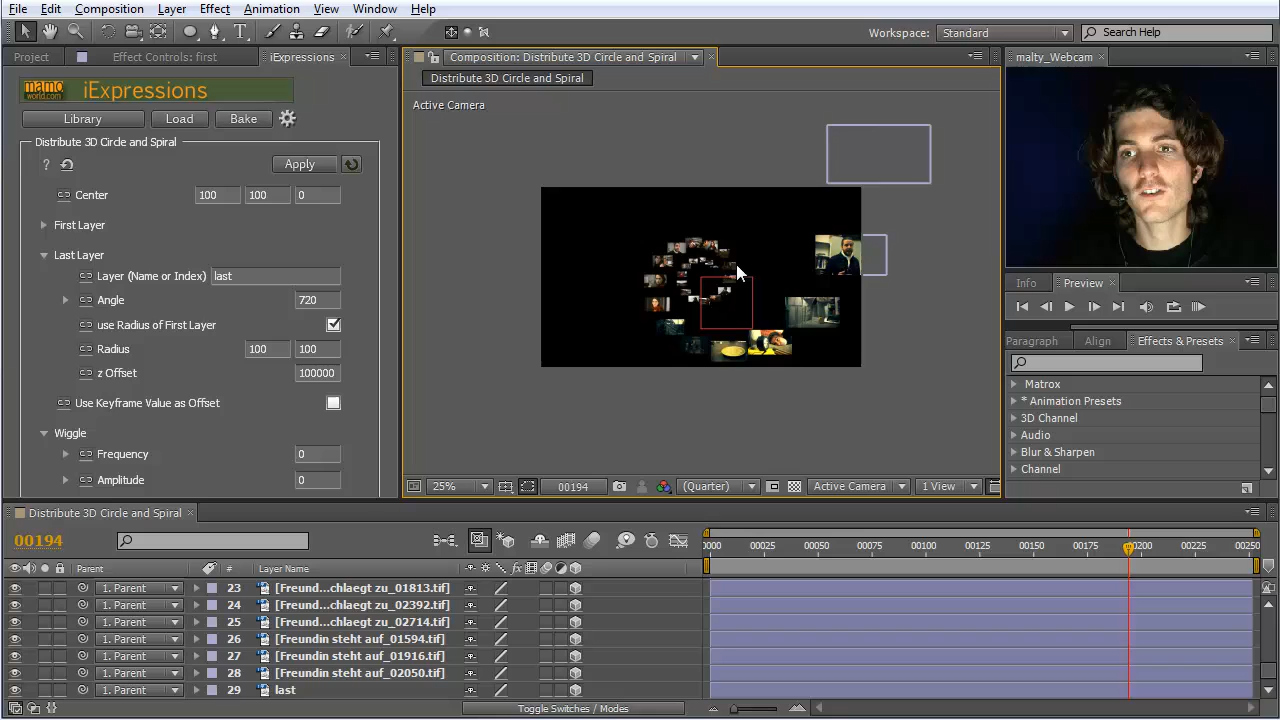 File Edit Composition Layer Effect Animation View Window Help
Workspace: Standard Search Help
Project Effect Controls: first iExpressions
Composition: Distribute 3D Circle and Spiral
malty_Webcam
Distribute 3D Circle and Spiral
mamo world.com iExpressions
Active Camera
Library Load Bake
Distribute 3D Circle and Spiral
? Apply
Center 100 100 0
First Layer
Last Layer
Layer (Name or Index) last
Angle 720
use Radius of First Layer
Radius 100 100
z Offset 100000
Use Keyframe Value as Offset
Wiggle
Frequency 0
Amplitude 0
25% 00194 (Quarter) Active Camera 1 View
Info Preview
Paragraph Align Effects & Presets
Matrox
* Animation Presets
3D Channel
Audio
Blur & Sharpen
Channel
Distribute 3D Circle and Spiral
00194
0000 00025 00050 00075 00100 00125 00150 00175 00200 00225 00250
Parent # Layer Name
1. Parent 23 [Freund...chlaegt zu_01813.tif]
1. Parent 24 [Freund...chlaegt zu_02392.tif]
1. Parent 25 [Freund...chlaegt zu_02714.tif]
1. Parent 26 [Freundin steht auf_01594.tif]
1. Parent 27 [Freundin steht auf_01916.tif]
1. Parent 28 [Freundin steht auf_02050.tif]
1. Parent 29 last
Toggle Switches / Modes